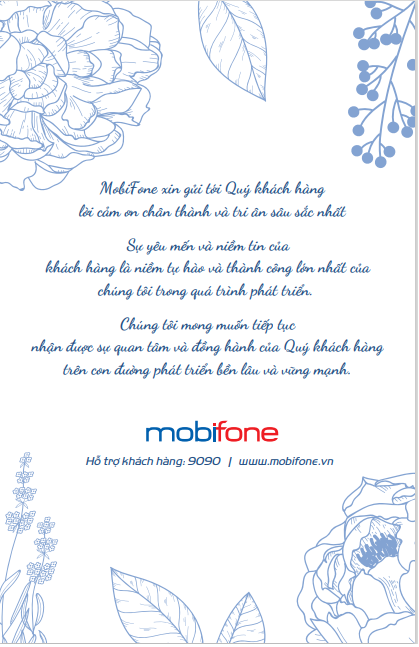 MobiFone xin gửi tới Quý khách hàng
lời cảm ơn chân thành và tri ân sâu sắc nhất
Sự yêu mến và niềm tin của
khách hàng là niềm tự hào và thành công lớn nhất của
chúng tôi trong quá trình phát triển.
Chúng tôi mong muốn tiếp tục
nhận được sự quan tâm và đồng hành của Quý khách hàng
trên con đường phát triển bền lâu và vững mạnh.
mobifone
Hỗ trợ khách hàng: 9090 | www.mobifone.vn